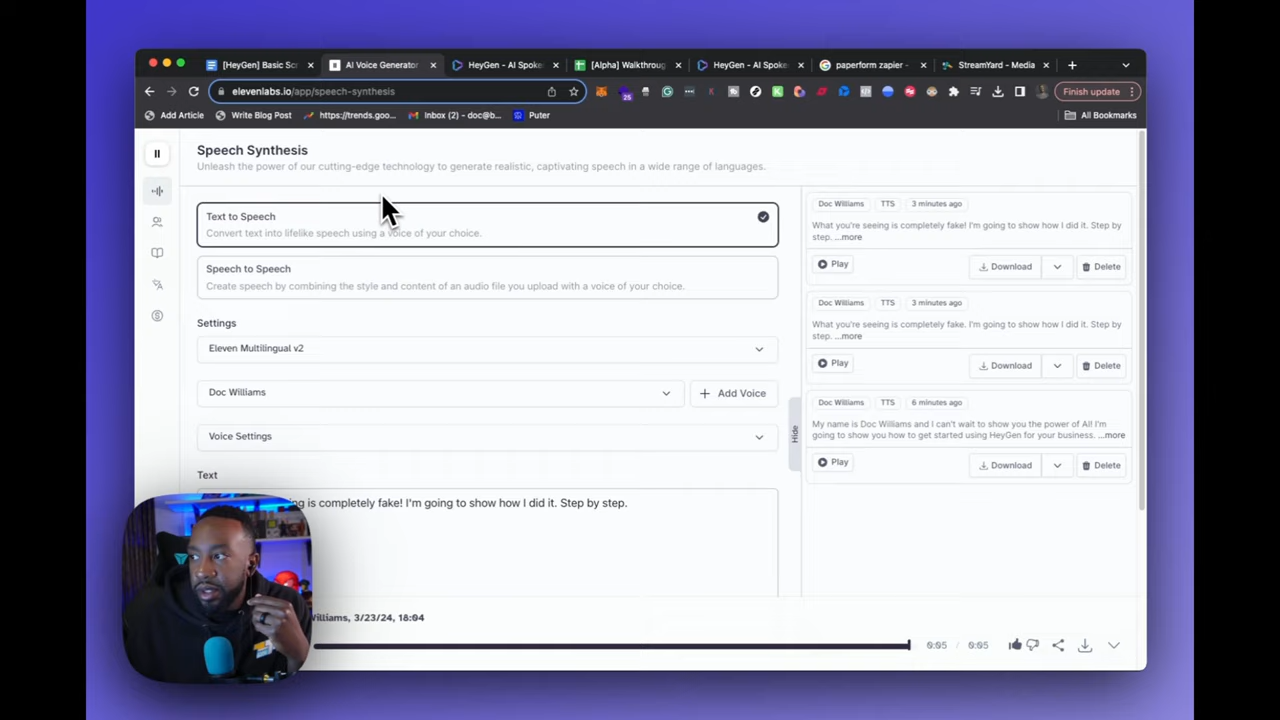 [HeyGen] Basic Sc
AI Voice Generator
HeyGen - AI Spoke
[Alpha] Walkthroug
HeyGen - AI Spoke
paperform zapier -
StreamYard - Media
elevenlabs.io/app/speech-synthesis
26
Finish update
Add Article
Write Blog Post
https://trends.goo...
Inbox (2) - doc@b...
Puter
All Bookmarks
Speech Synthesis
Unleash the power of our cutting-edge technology to generate realistic, captivating speech in a wide range of languages.
Text to Speech
Convert text into lifelike speech using a voice of your choice.
Speech to Speech
Create speech by combining the style and content of an audio file you upload with a voice of your choice.
Settings
Eleven Multilingual v2
Doc Williams
Add Voice
Voice Settings
Text
ng is completely fake! I'm going to show how I did it. Step by step.
Hide
Doc Williams TTS 3 minutes ago
What you're seeing is completely fake! I'm going to show how I did it. Step by
step. ...more
Play Download Delete
Doc Williams TTS 3 minutes ago
What you're seeing is completely fake. I'm going to show how I did it. Step by
step. ...more
Play Download Delete
Doc Williams TTS 6 minutes ago
My name is Doc Williams and I can't wait to show you the power of AI! I'm
going to show you how to get started using HeyGen for your business. ...more
Play Download Delete
Williams, 3/23/24, 18:04
0:05 / 0:05